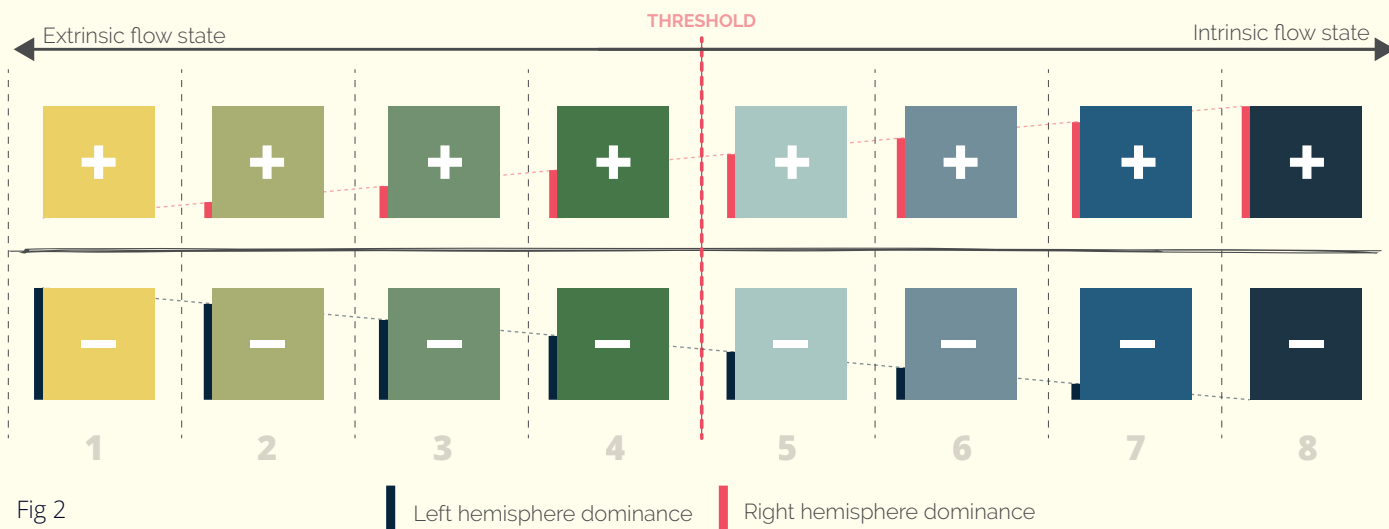 THRESHOLD
Extrinsic flow state
Intrinsic flow state
+ + + + + + + +
− − − − − − − −
1 2 3 4 5 6 7 8
Fig 2
Left hemisphere dominance
Right hemisphere dominance